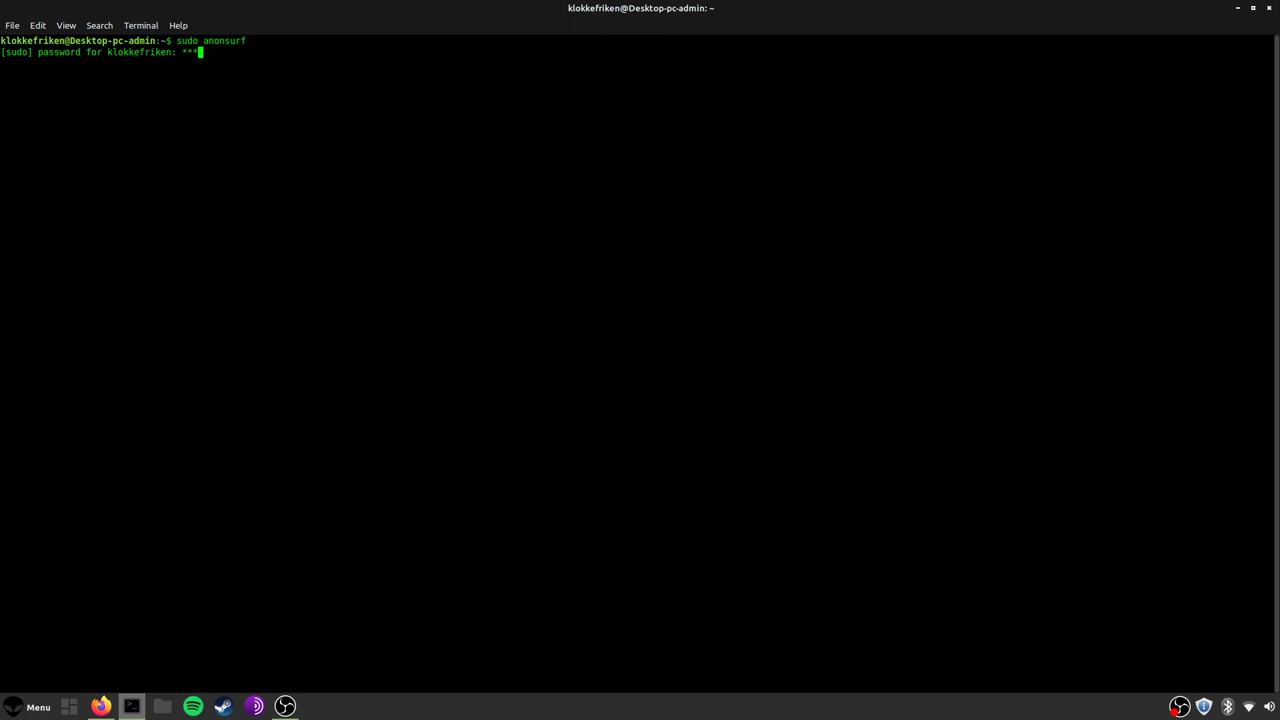 klokkefriken@Desktop-pc-admin: ~
File Edit View Search Terminal Help
klokkefriken@Desktop-pc-admin:~$ sudo anonsurf
[sudo] password for klokkefriken: ***
Menu